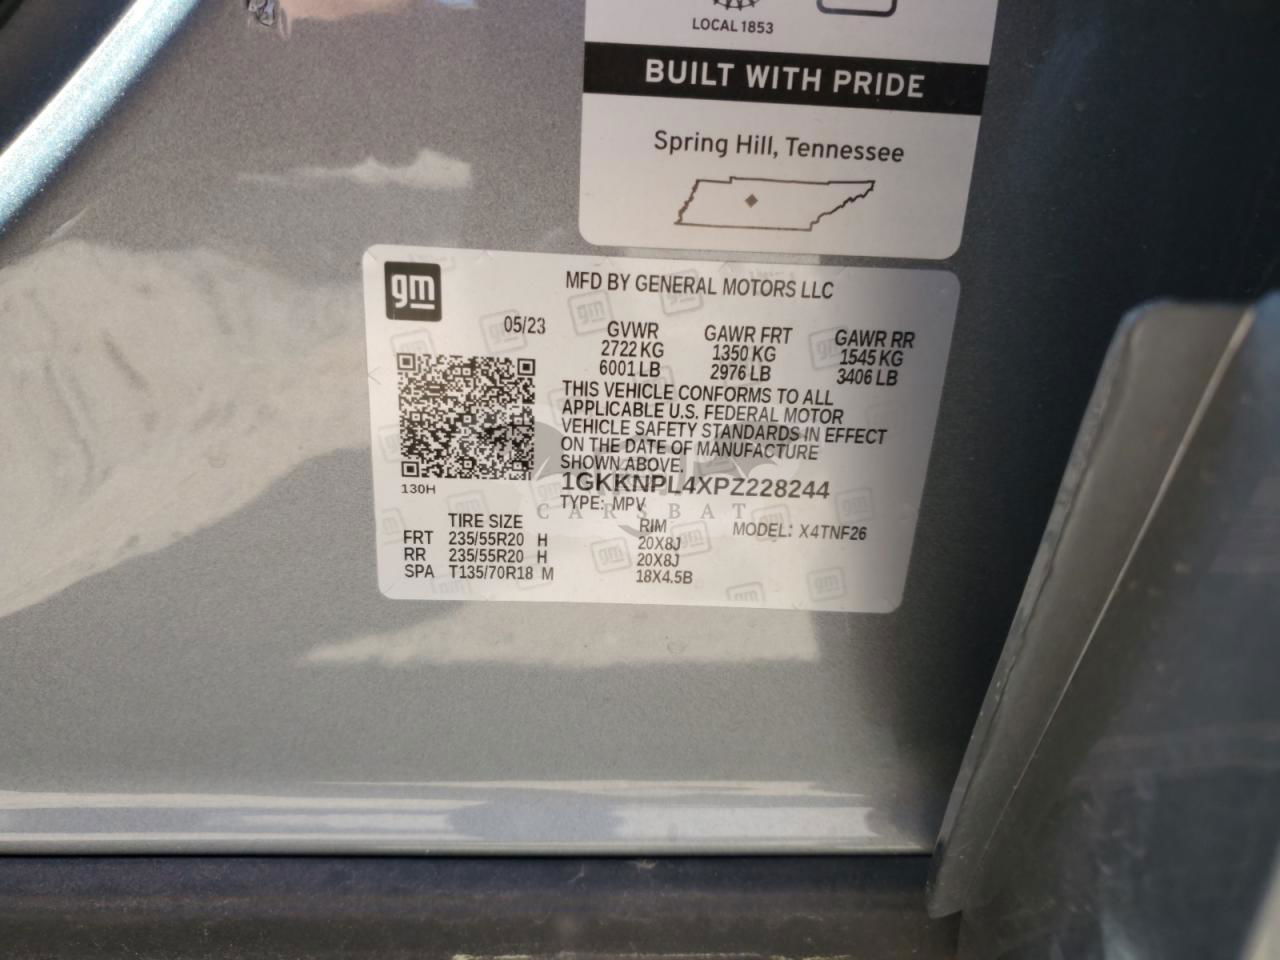 LOCAL 1853
BUILT WITH PRIDE
Spring Hill, Tennessee
gm
MFD BY GENERAL MOTORS LLC
05/23 GVWR GAWR FRT GAWR RR
2722 KG 1350 KG 1545 KG
6001 LB 2976 LB 3406 LB
THIS VEHICLE CONFORMS TO ALL
APPLICABLE U.S. FEDERAL MOTOR
VEHICLE SAFETY STANDARDS IN EFFECT
ON THE DATE OF MANUFACTURE
SHOWN ABOVE.
1GKKNPL4XPZ228244
130H
TYPE: MPV
CARSBAT
TIRE SIZE RIM MODEL: X4TNF26
FRT 235/55R20 H 20X8J
RR 235/55R20 H 20X8J
SPA T135/70R18 M 18X4.5B